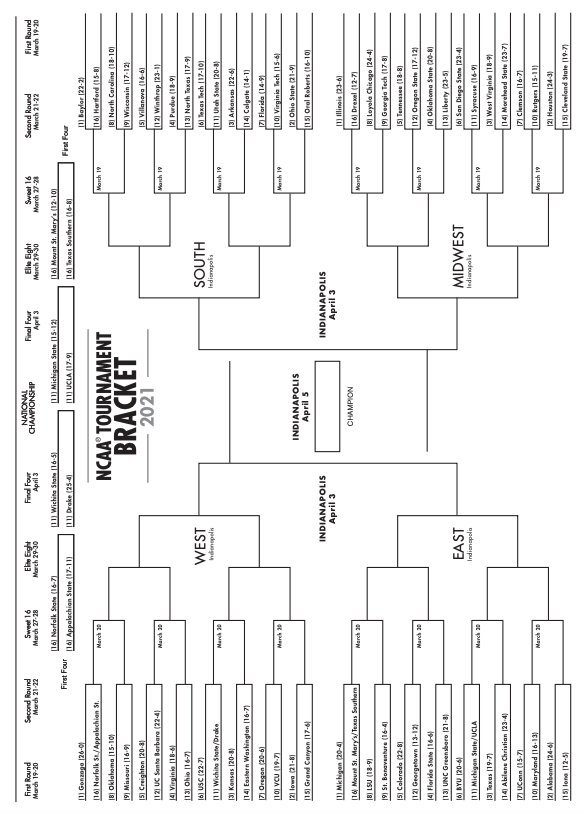 First Round
March 19-20
Second Round
March 21-22
Sweet 16
March 27-28
Elite Eight
March 29-30
Final Four
April 3
NATIONAL
CHAMPIONSHIP
Final Four
April 3
Elite Eight
March 29-30
Sweet 16
March 27-28
Second Round
March 21-22
First Round
March 19-20
First Four
(16) Norfolk State (16-7)
(16) Appalachian State (17-11)
(11) Wichita State (16-5)
(11) Drake (25-4)
(11) Michigan State (15-12)
(11) UCLA (17-9)
(16) Mount St. Mary's (12-10)
(16) Texas Southern (16-8)
First Four
NCAA® TOURNAMENT
BRACKET
2021
(1) Gonzaga (26-0)
(16) Norfolk St./Appalachian St.
(8) Oklahoma (15-10)
(9) Missouri (16-9)
(5) Creighton (20-8)
(12) UC Santa Barbara (22-4)
(4) Virginia (18-6)
(13) Ohio (16-7)
(6) USC (22-7)
(11) Wichita State/Drake
(3) Kansas (20-8)
(14) Eastern Washington (16-7)
(7) Oregon (20-6)
(10) VCU (19-7)
(2) Iowa (21-8)
(15) Grand Canyon (17-6)
March 20
March 20
March 20
March 20
WEST
Indianapolis
(1) Michigan (20-4)
(16) Mount St. Mary's/Texas Southern
(8) LSU (18-9)
(9) St. Bonaventure (16-4)
(5) Colorado (22-8)
(12) Georgetown (13-12)
(4) Florida State (16-6)
(13) UNC Greensboro (21-8)
(6) BYU (20-6)
(11) Michigan State/UCLA
(3) Texas (19-7)
(14) Abilene Christian (23-4)
(7) UConn (15-7)
(10) Maryland (16-13)
(2) Alabama (24-6)
(15) Iona (12-5)
March 20
March 20
March 20
March 20
EAST
Indianapolis
INDIANAPOLIS
April 3
INDIANAPOLIS
April 5
CHAMPION
INDIANAPOLIS
April 3
(1) Baylor (22-2)
(16) Hartford (15-8)
(8) North Carolina (18-10)
(9) Wisconsin (17-12)
(5) Villanova (16-6)
(12) Winthrop (23-1)
(4) Purdue (18-9)
(13) North Texas (17-9)
(6) Texas Tech (17-10)
(11) Utah State (20-8)
(3) Arkansas (22-6)
(14) Colgate (14-1)
(7) Florida (14-9)
(10) Virginia Tech (15-6)
(2) Ohio State (21-9)
(15) Oral Roberts (16-10)
March 19
March 19
March 19
March 19
SOUTH
Indianapolis
(1) Illinois (23-6)
(16) Drexel (12-7)
(8) Loyola Chicago (24-4)
(9) Georgia Tech (17-8)
(5) Tennessee (18-8)
(12) Oregon State (17-12)
(4) Oklahoma State (20-8)
(13) Liberty (23-5)
(6) San Diego State (23-4)
(11) Syracuse (16-9)
(3) West Virginia (18-9)
(14) Morehead State (23-7)
(7) Clemson (16-7)
(10) Rutgers (15-11)
(2) Houston (24-3)
(15) Cleveland State (19-7)
March 19
March 19
March 19
March 19
MIDWEST
Indianapolis